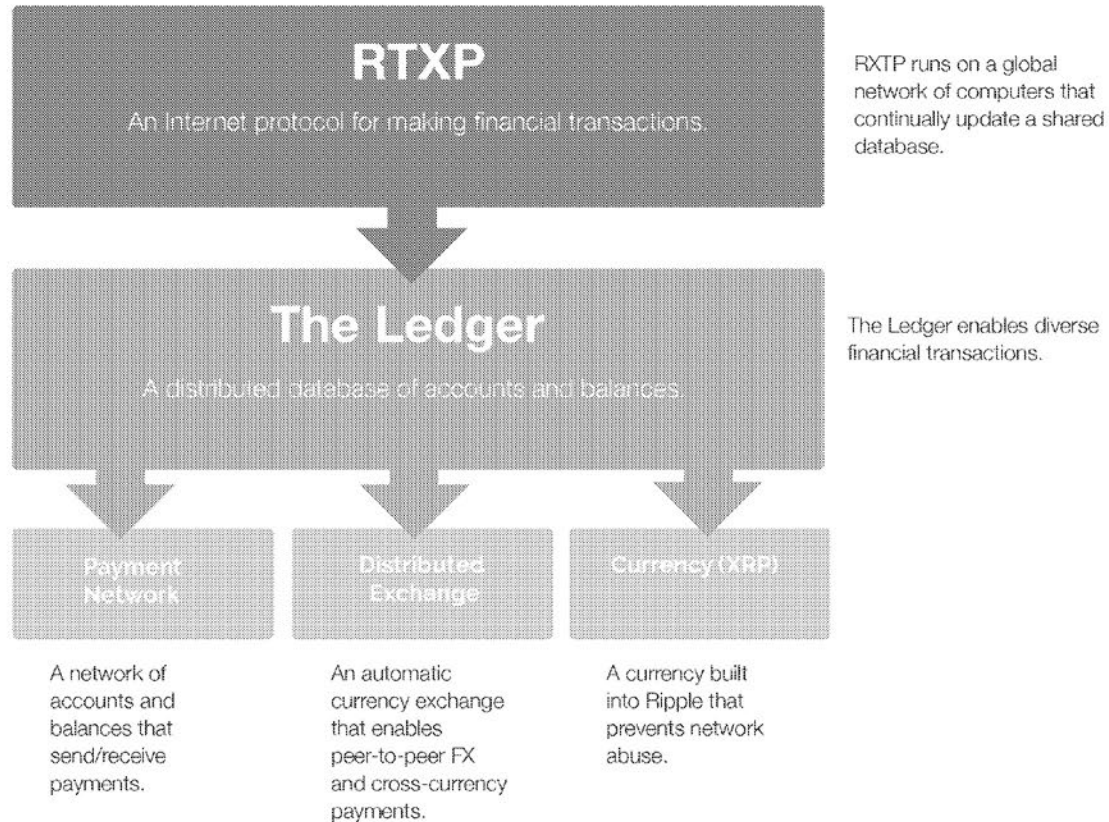 RTXP
An Internet protocol for making financial transactions.
RXTP runs on a global
network of computers that
continually update a shared
database.
The Ledger
A distributed database of accounts and balances.
The Ledger enables diverse
financial transactions.
Payment
Network
A network of
accounts and
balances that
send/receive
payments.
Distributed
Exchange
An automatic
currency exchange
that enables
peer-to-peer FX
and cross-currency
payments.
Currency (XRP)
A currency built
into Ripple that
prevents network
abuse.